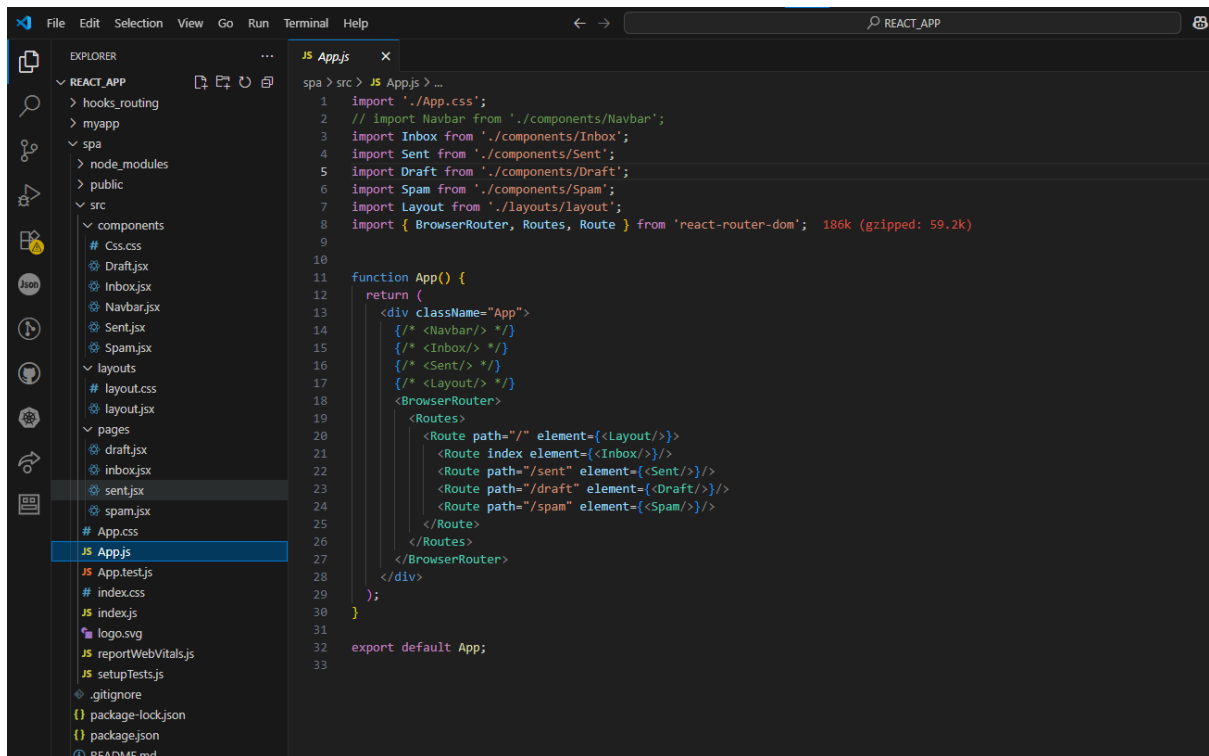 File Edit Selection View Go Run Terminal Help
REACT_APP
EXPLORER
REACT_APP
hooks_routing
myapp
spa
node_modules
public
src
components
# Css.css
Draft.jsx
Inbox.jsx
Navbar.jsx
Sent.jsx
Spam.jsx
layouts
# layout.css
layout.jsx
pages
draft.jsx
inbox.jsx
sent.jsx
spam.jsx
# App.css
JS App.js
JS App.test.js
# index.css
JS index.js
logo.svg
JS reportWebVitals.js
JS setupTests.js
.gitignore
{} package-lock.json
{} package.json
README.md
Json
JS App.js
spa > src > JS App.js > ...
1 import './App.css';
2 // import Navbar from './components/Navbar';
3 import Inbox from './components/Inbox';
4 import Sent from './components/Sent';
5 import Draft from './components/Draft';
6 import Spam from './components/Spam';
7 import Layout from './layouts/layout';
8 import { BrowserRouter, Routes, Route } from 'react-router-dom'; 186k (gzipped: 59.2k)
9
10
11 function App() {
12 return (
13 <div className="App">
14 {/* <Navbar/> */}
15 {/* <Inbox/> */}
16 {/* <Sent/> */}
17 {/* <Layout/> */}
18 <BrowserRouter>
19 <Routes>
20 <Route path="/" element={<Layout/>}>
21 <Route index element={<Inbox/>}/>
22 <Route path="/sent" element={<Sent/>}/>
23 <Route path="/draft" element={<Draft/>}/>
24 <Route path="/spam" element={<Spam/>}/>
25 </Route>
26 </Routes>
27 </BrowserRouter>
28 </div>
29 );
30 }
31
32 export default App;
33